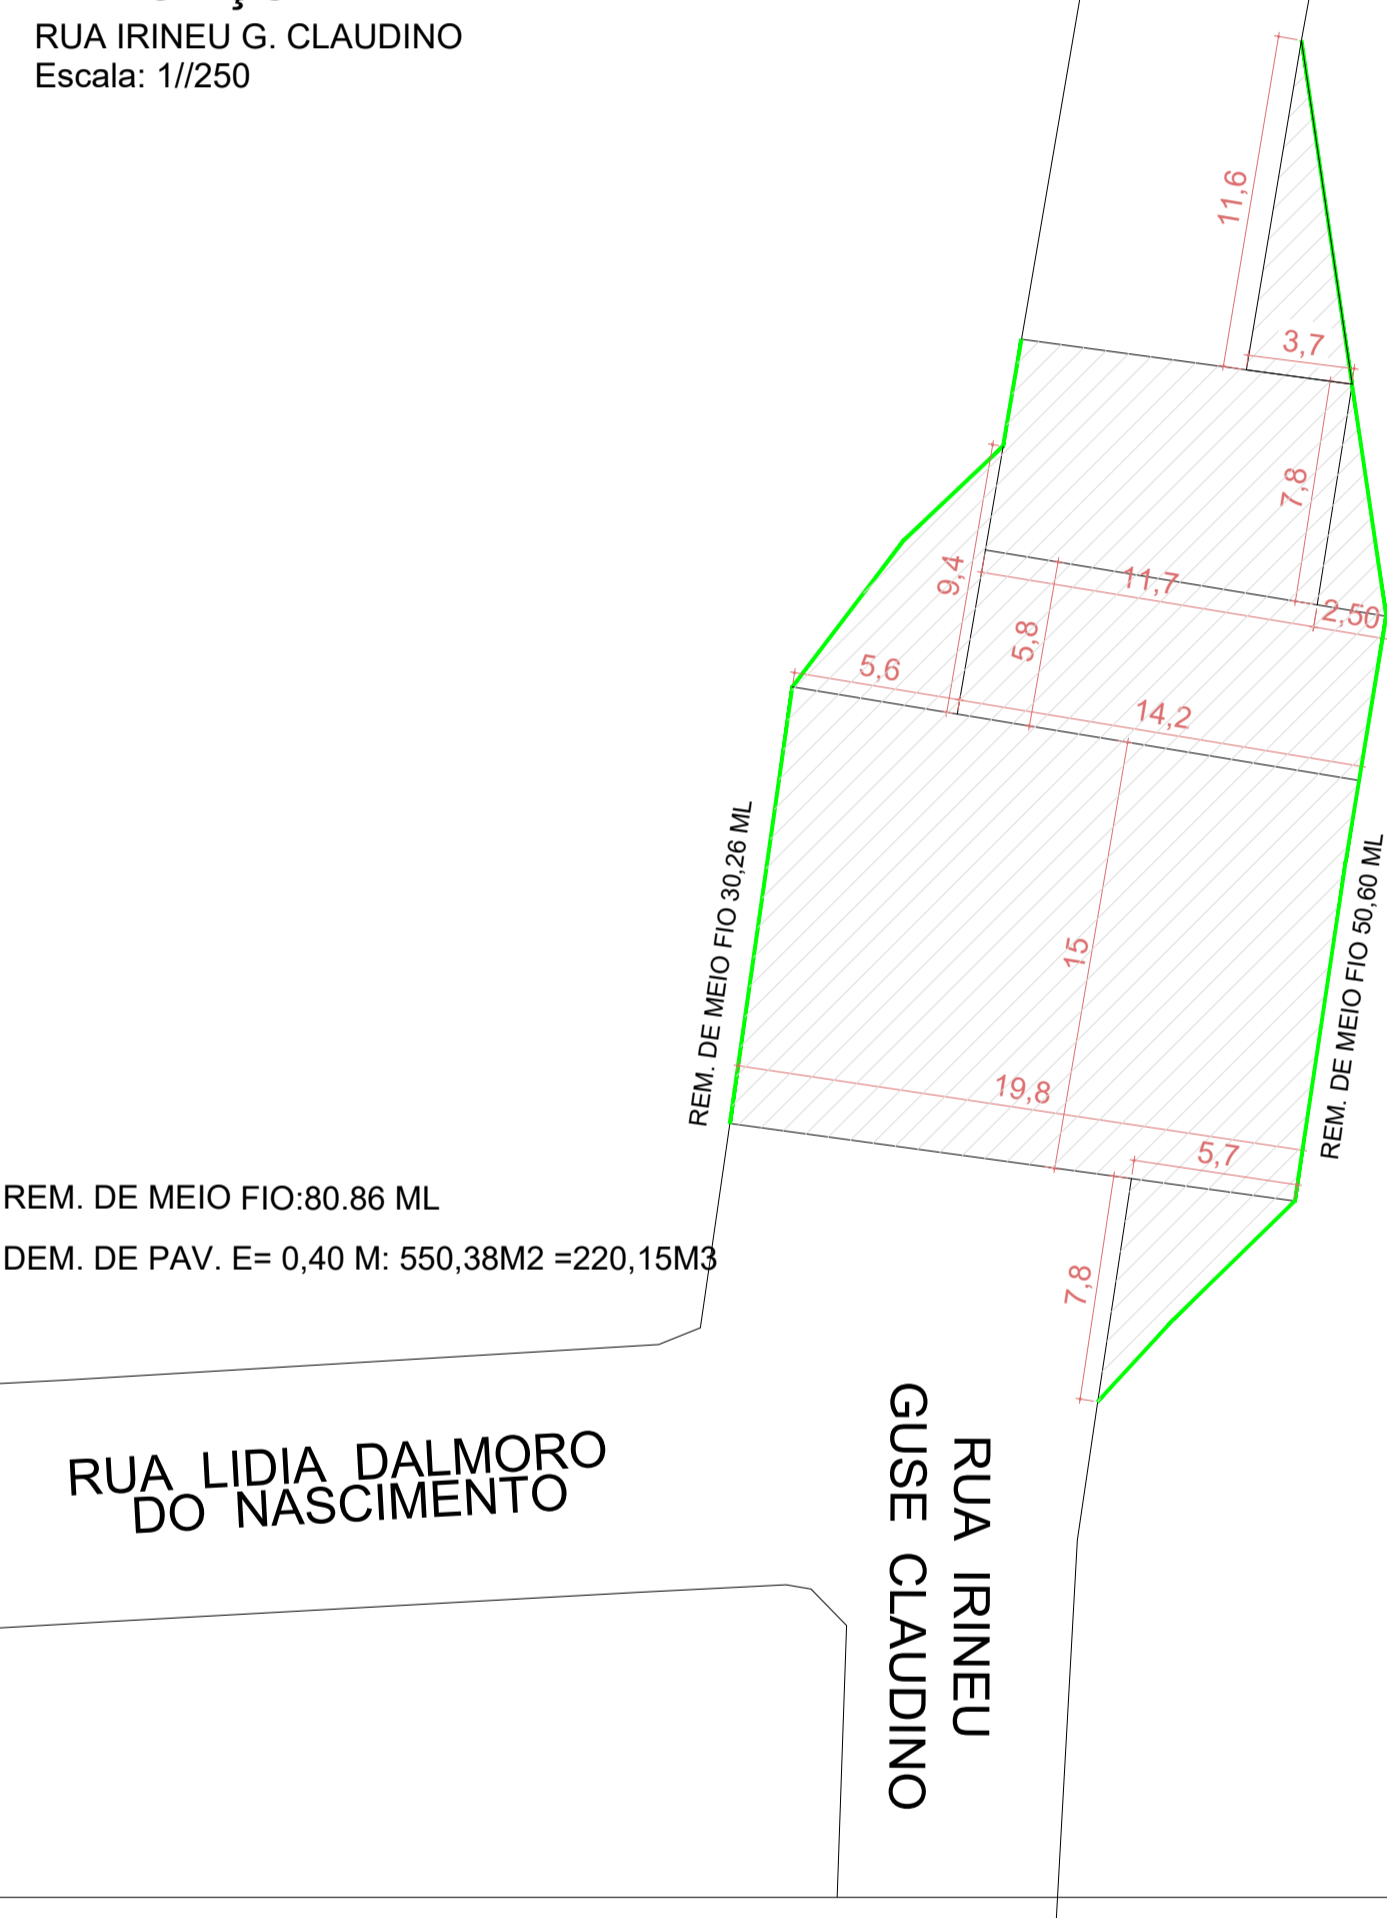 RUA IRINEU G. CLAUDINO
Escala: 1//250
11,6
3,7
7,8
9,4
11,7
2,50
5,8
5,6
14,2
REM. DE MEIO FIO 30,26 ML
REM. DE MEIO FIO 50,60 ML
15
19,8
5,7
7,8
REM. DE MEIO FIO:80.86 ML
DEM. DE PAV. E= 0,40 M: 550,38M2 =220,15M3
RUA LIDIA DALMORO
DO NASCIMENTO
RUA IRINEU
GUSE CLAUDINO